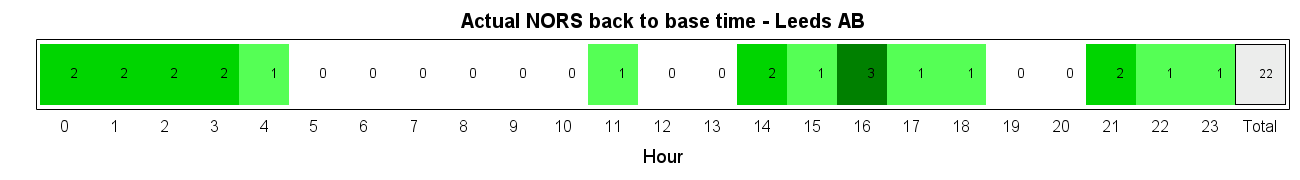 Actual NORS back to base time - Leeds AB
2 2 2 2 1 0 0 0 0 0 0 1 0 0 2 1 3 1 1 0 0 2 1 1 22
0 1 2 3 4 5 6 7 8 9 10 11 12 13 14 15 16 17 18 19 20 21 22 23 Total
Hour